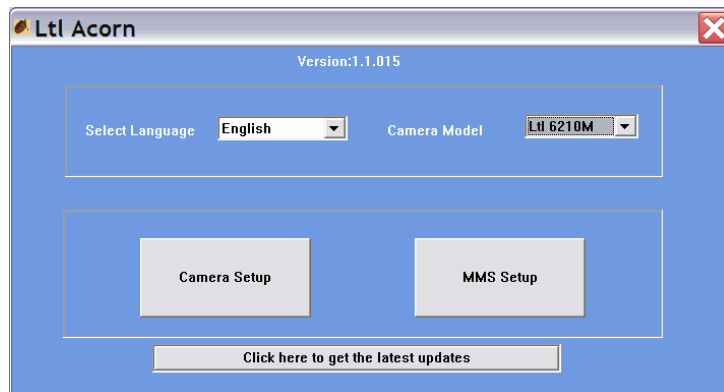 Ltl Acorn
Version:1.1.015
Select Language English Camera Model Ltl 6210M
Camera Setup MMS Setup
Click here to get the latest updates